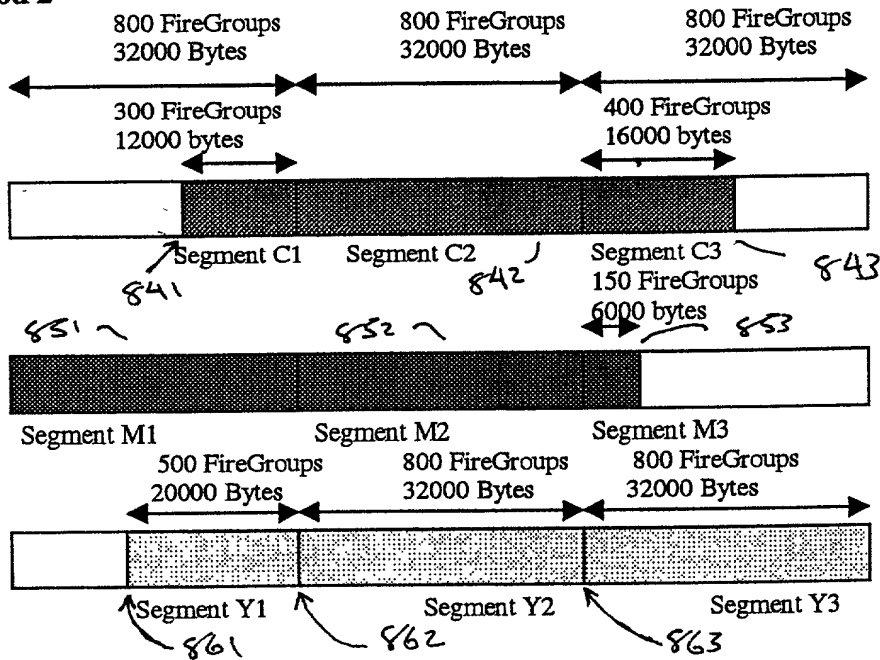 800 FireGroups 800 FireGroups 800 FireGroups
32000 Bytes 32000 Bytes 32000 Bytes
300 FireGroups 400 FireGroups
12000 bytes 16000 bytes
Segment C1 Segment C2 Segment C3
841 842 843
150 FireGroups
6000 bytes
851 852 853
Segment M1 Segment M2 Segment M3
500 FireGroups 800 FireGroups 800 FireGroups
20000 Bytes 32000 Bytes 32000 Bytes
Segment Y1 Segment Y2 Segment Y3
861 862 863